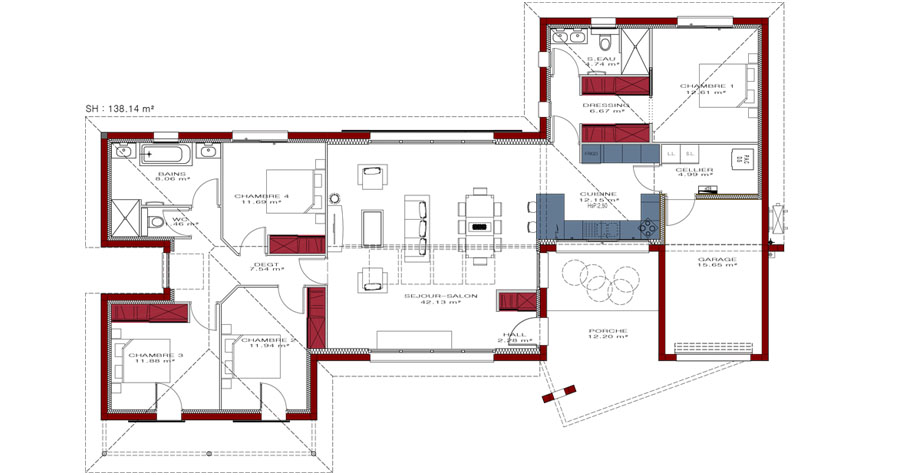 SH : 138.14 m²
S.EAU
4.74 m²
CHAMBRE 1
12.61 m²
DRESSING
6.67 m²
BAINS
8.06 m²
CHAMBRE 4
11.69 m²
WC
1.46 m²
FRIGO
LL
SL
CELLIER
4.99 m²
PAC
DS
CUISINE
12.15 m²
HSP 2.50
DEGT
7.54 m²
SEJOUR-SALON
42.13 m²
GARAGE
15.65 m²
HALL
2.28 m²
PORCHE
12.20 m²
CHAMBRE 3
11.88 m²
CHAMBRE 2
11.94 m²